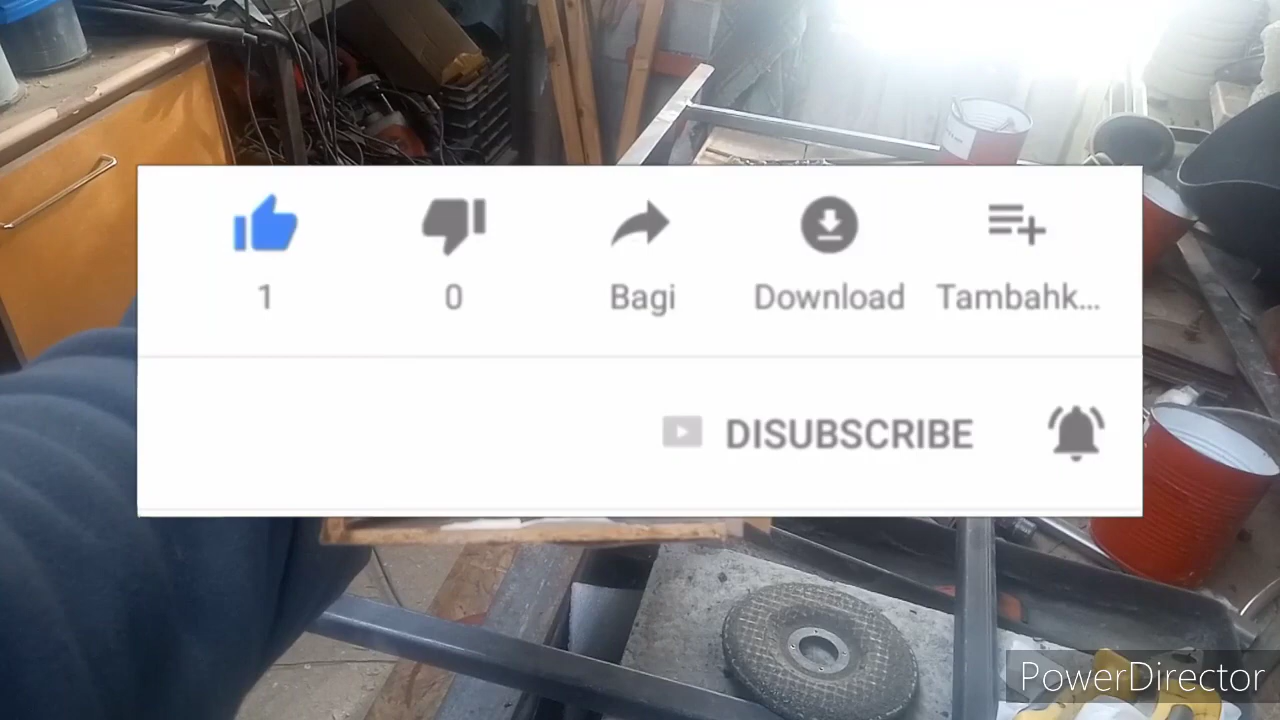 1
0
Bagi
Download
Tambahk...
DISUBSCRIBE
PowerDirector